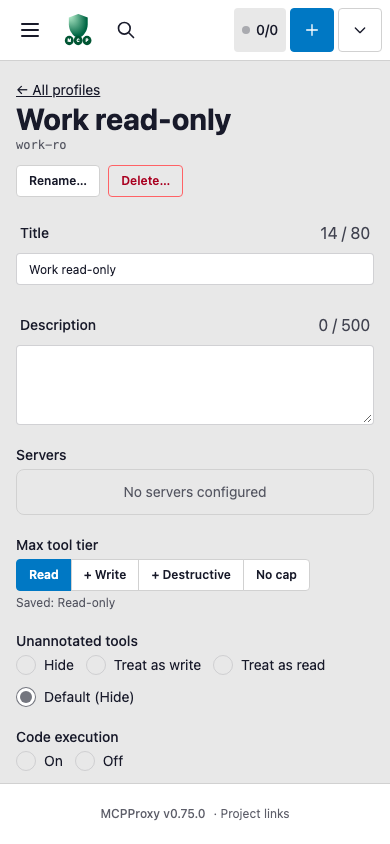 MCP
0/0
← All profiles
Work read-only
work-ro
Rename...
Delete...
Title
14 / 80
Work read-only
Description
0 / 500
Servers
No servers configured
Max tool tier
Read
+ Write
+ Destructive
No cap
Saved: Read-only
Unannotated tools
Hide
Treat as write
Treat as read
Default (Hide)
Code execution
On
Off
MCPProxy v0.75.0 · Project links